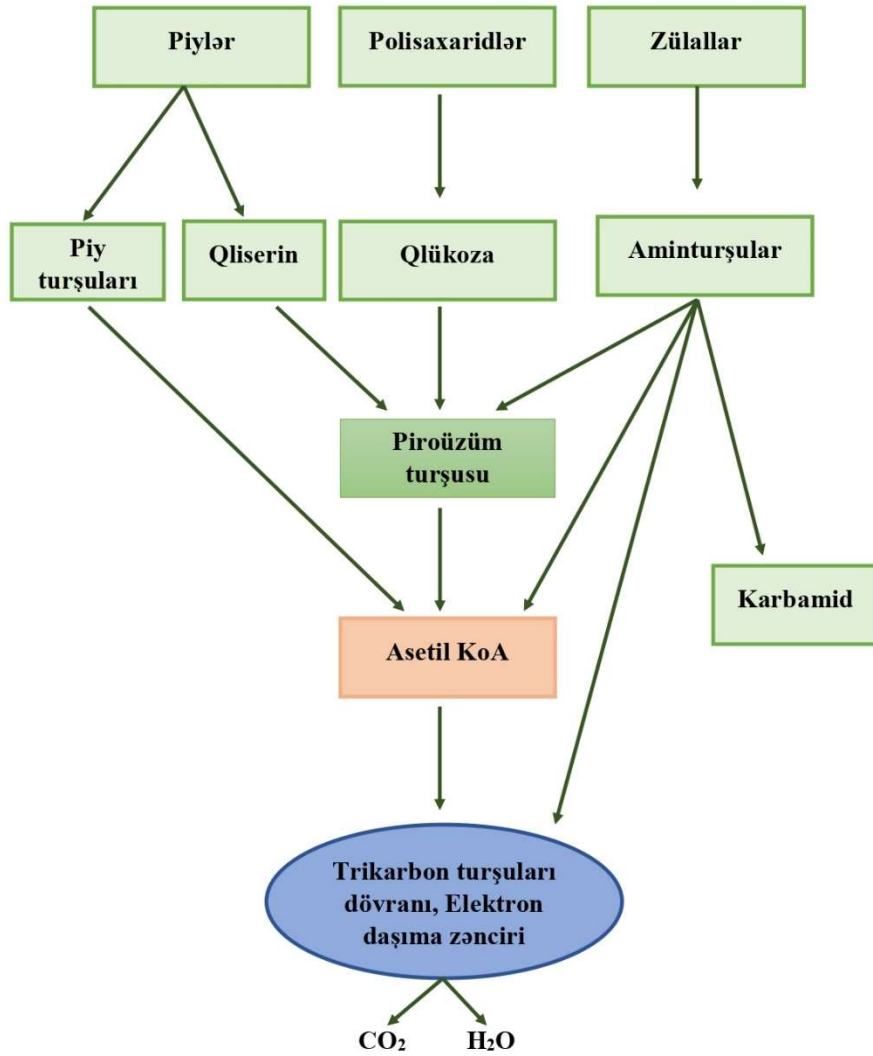 Piylər
Polisaxaridlər
Zülallar
Piy
turşuları
Qliserin
Qlükoza
Aminturşular
Piroüzüm
turşusu
Karbamid
Asetil KoA
Trikarbon turşuları
dövranı, Elektron
daşıma zənciri
CO₂
H₂O